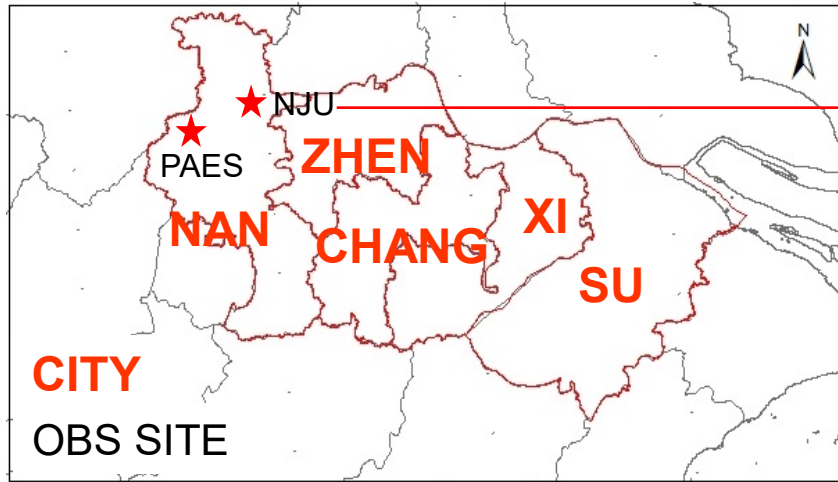 N
NJU
PAES
ZHEN
NAN
CHANG
XI
SU
CITY
OBS SITE